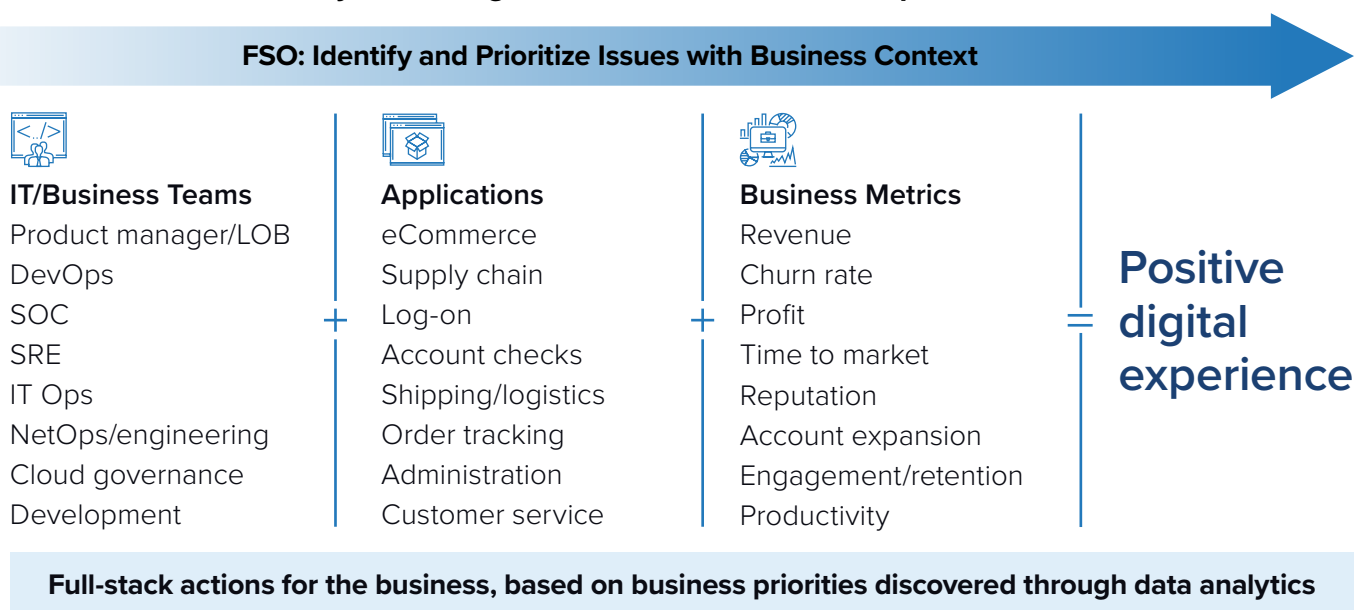 FSO: Identify and Prioritize Issues with Business Context
IT/Business Teams
Product manager/LOB
DevOps
SOC
SRE
IT Ops
NetOps/engineering
Cloud governance
Development
+
Applications
eCommerce
Supply chain
Log-on
Account checks
Shipping/logistics
Order tracking
Administration
Customer service
+
Business Metrics
Revenue
Churn rate
Profit
Time to market
Reputation
Account expansion
Engagement/retention
Productivity
=
Positive
digital
experience
Full-stack actions for the business, based on business priorities discovered through data analytics